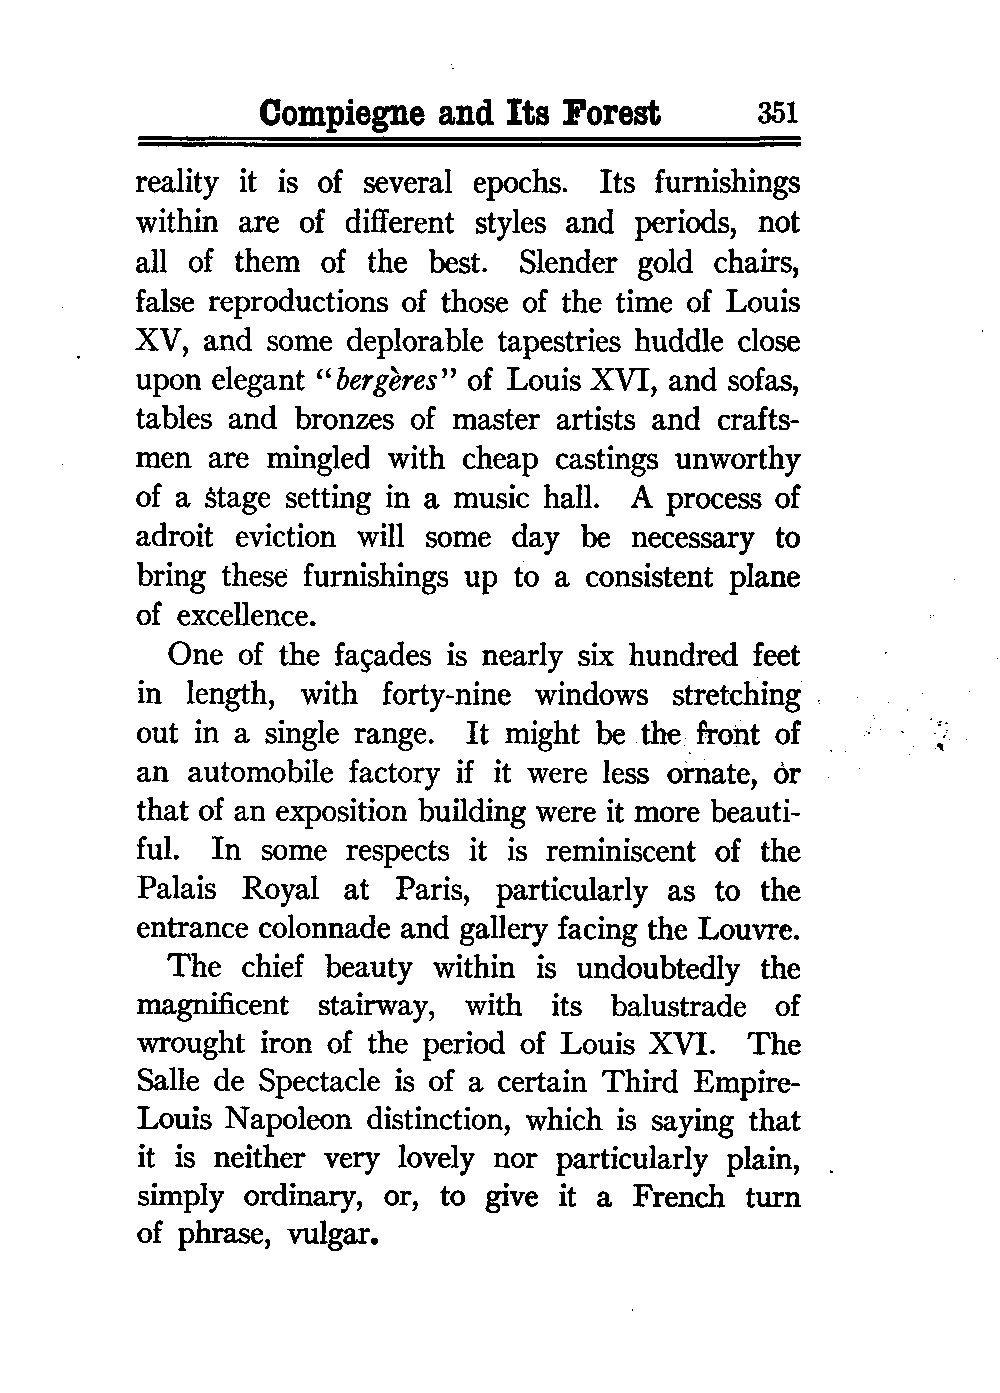 Compiegne and Its Forest 351
reality it is of several epochs. Its furnishings
within are of different styles and periods, not
all of them of the best. Slender gold chairs,
false reproductions of those of the time of Louis
XV, and some deplorable tapestries huddle close
upon elegant "bergères" of Louis XVI, and sofas,
tables and bronzes of master artists and crafts-
men are mingled with cheap castings unworthy
of a stage setting in a music hall. A process of
adroit eviction will some day be necessary to
bring these furnishings up to a consistent plane
of excellence.
One of the façades is nearly six hundred feet
in length, with forty-nine windows stretching
out in a single range. It might be the front of
an automobile factory if it were less ornate, or
that of an exposition building were it more beauti-
ful. In some respects it is reminiscent of the
Palais Royal at Paris, particularly as to the
entrance colonnade and gallery facing the Louvre.
The chief beauty within is undoubtedly the
magnificent stairway, with its balustrade of
wrought iron of the period of Louis XVI. The
Salle de Spectacle is of a certain Third Empire-
Louis Napoleon distinction, which is saying that
it is neither very lovely nor particularly plain,
simply ordinary, or, to give it a French turn
of phrase, vulgar.